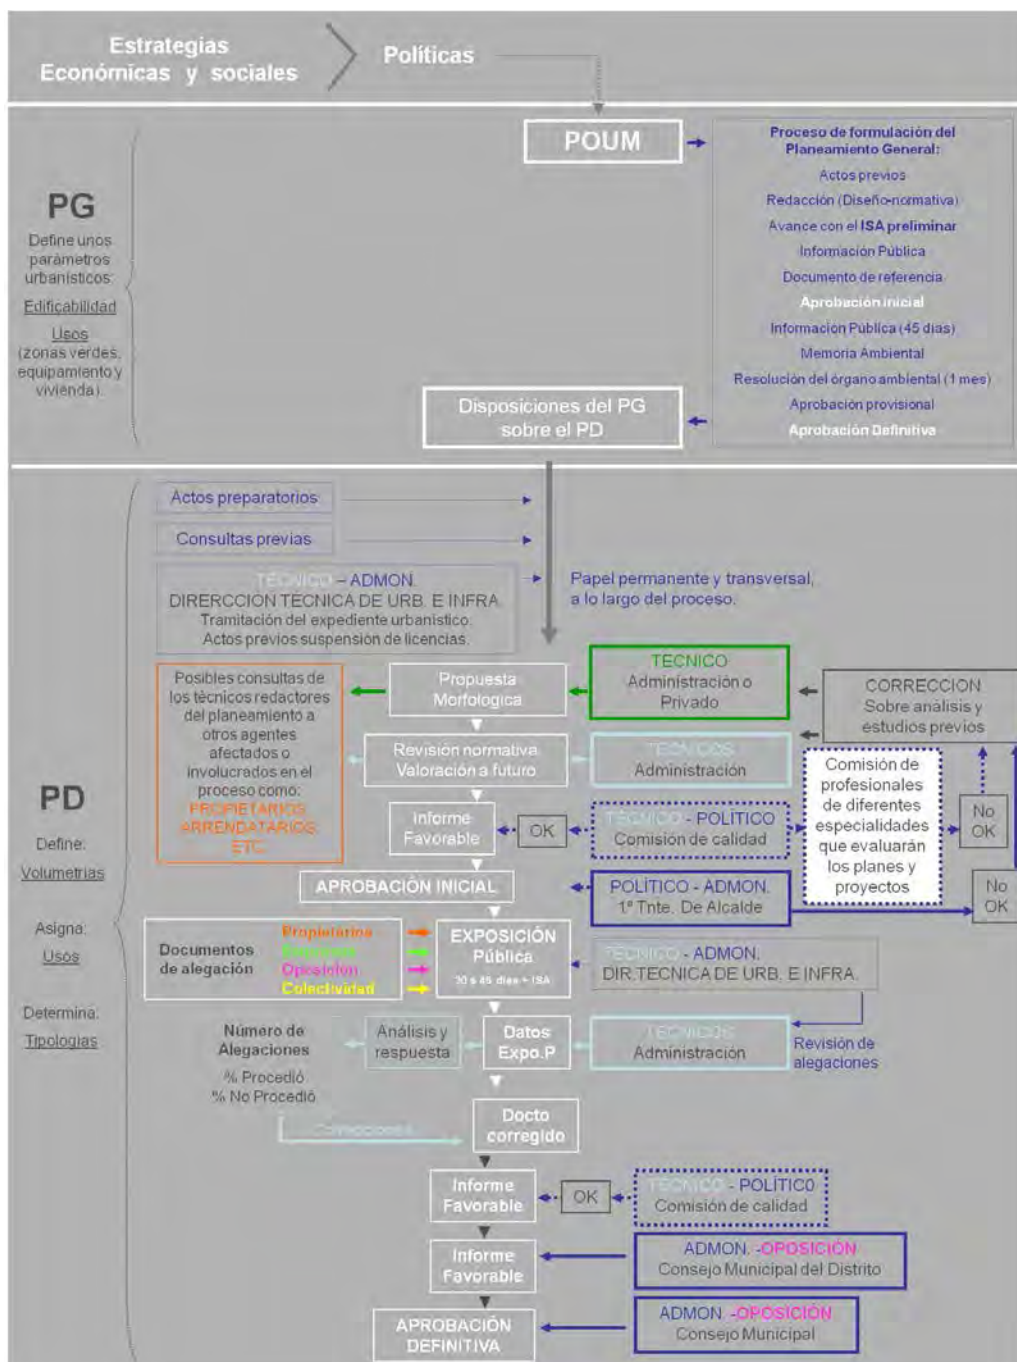 Estrategias
Económicas y sociales
Políticas
POUM
Proceso de formulación del
Planeamiento General:
Actos previos
Redacción (Diseño-normativa)
Avance con el ISA preliminar
Información Pública
Documento de referencia
Aprobación inicial
Información Pública (45 días)
Memoria Ambiental
Resolución del órgano ambiental (1 mes)
Aprobación provisional
Aprobación Definitiva
PG
Define unos
parámetros
urbanísticos:
Edificabilidad
Usos
(zonas verdes,
equipamiento y
vivienda).
Disposiciones del PG
sobre el PD
PD
Define:
Volumetrías
Asigna:
Usos
Determina:
Tipologías
Actos preparatorios
Consultas previas
TÉCNICO – ADMON.
DIRERCCION TECNICA DE URB. E INFRA.
Tramitación del expediente urbanístico.
Actos previos suspensión de licencias.
Papel permanente y transversal,
a lo largo del proceso.
Posibles consultas de
los técnicos redactores
del planeamiento a
otros agentes
afectados o
involucrados en el
proceso como:
PROPIETARIOS,
ARRENDATARIOS,
ETC.
Propuesta
Morfologica
TECNICO
Administración o
Privado
CORRECCION
Sobre análisis y
estudios previos
Revisión normativa
Valoración a futuro
TECNICOS
Administración
Comisión de
profesionales
de diferentes
especialidades
que evaluarán
los planes y
proyectos
No
OK
Informe
Favorable
OK
TÉCNICO - POLÍTICO
Comisión de calidad
APROBACIÓN INICIAL
POLÍTICO - ADMON.
1.ª Tnte. De Alcalde
No
OK
Documentos
de alegación
Propietarios
Oposición
Colectividad
EXPOSICIÓN
Pública
20 a 45 días + ISA
TÉCNICO - ADMON.
DIR.TECNICA DE URB. E INFRA.
Número de
Alegaciones
% Procedió
% No Procedió
Análisis y
respuesta
Datos
Expo.P
TECNICOS
Administración
Revisión de
alegaciones
Correcciones
Docto
corregido
Informe
Favorable
OK
TÉCNICO - POLÍTICO
Comisión de calidad
Informe
Favorable
ADMON. -OPOSICIÓN
Consejo Municipal del Distrito
APROBACIÓN
DEFINITIVA
ADMON. -OPOSICIÓN
Consejo Municipal